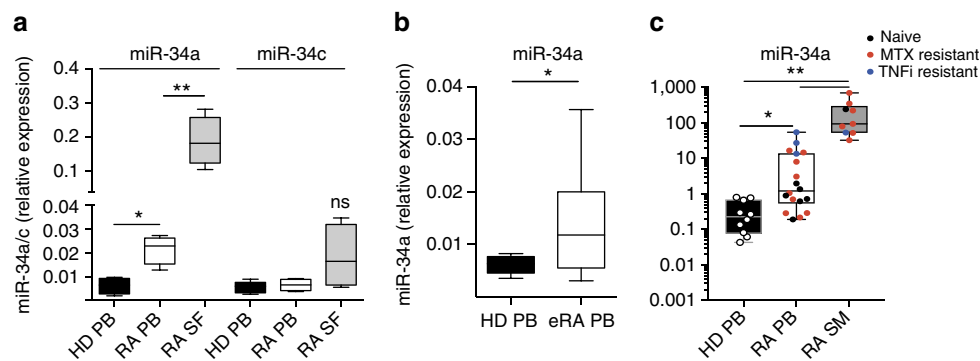 a
miR-34a
miR-34c
miR-34a/c (relative expression)
0.4
0.3
0.2
0.1
0.04
0.03
0.02
0.01
*
**
ns
HD PB
RA PB
RA SF
HD PB
RA PB
RA SF
b
miR-34a
*
miR-34a (relative expression)
0.04
0.03
0.02
0.01
HD PB
eRA PB
c
miR-34a
Naive
MTX resistant
TNFi resistant
**
*
1,000
100
10
1
0.1
0.01
0.001
HD PB
RA PB
RA SM